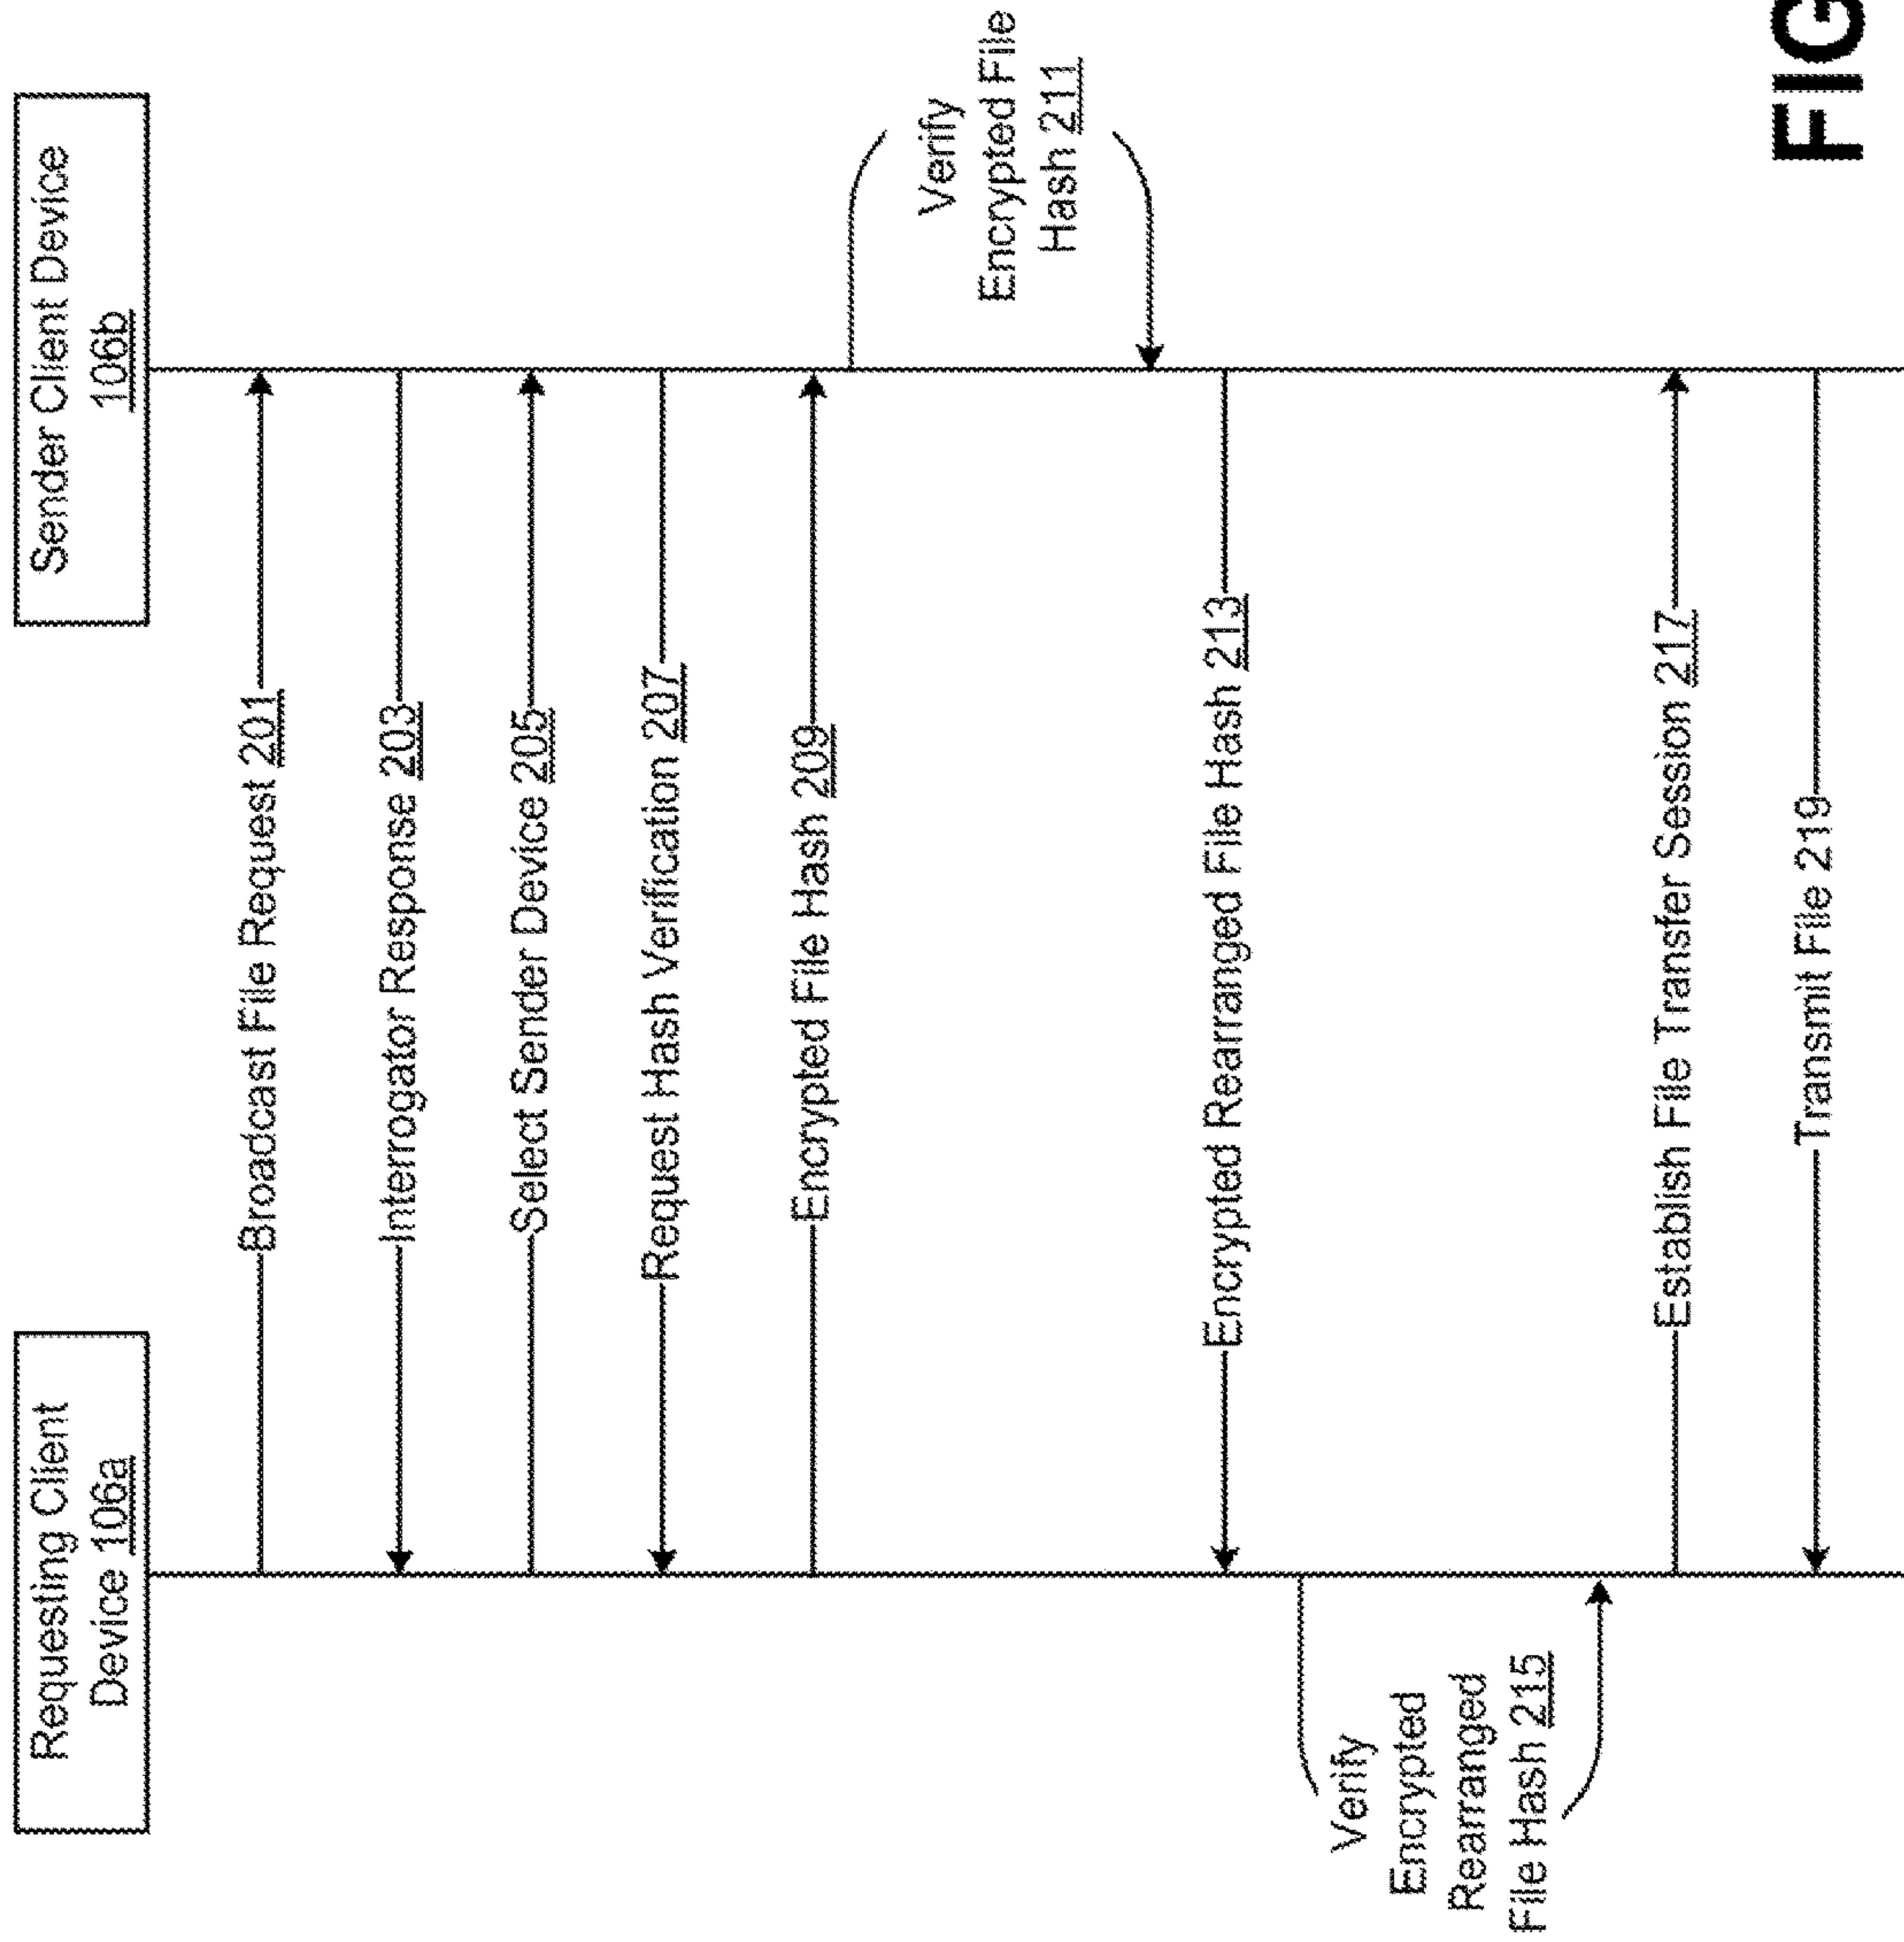 Requesting Client
Device 106a
Sender Client Device
106b
Broadcast File Request 201
Interrogator Response 203
Select Sender Device 205
Request Hash Verification 207
Encrypted File Hash 209
Verify
Encrypted File
Hash 211
Encrypted Rearranged File Hash 213
Verify
Encrypted
Rearranged
File Hash 215
Establish File Transfer Session 217
Transmit File 219
FIG